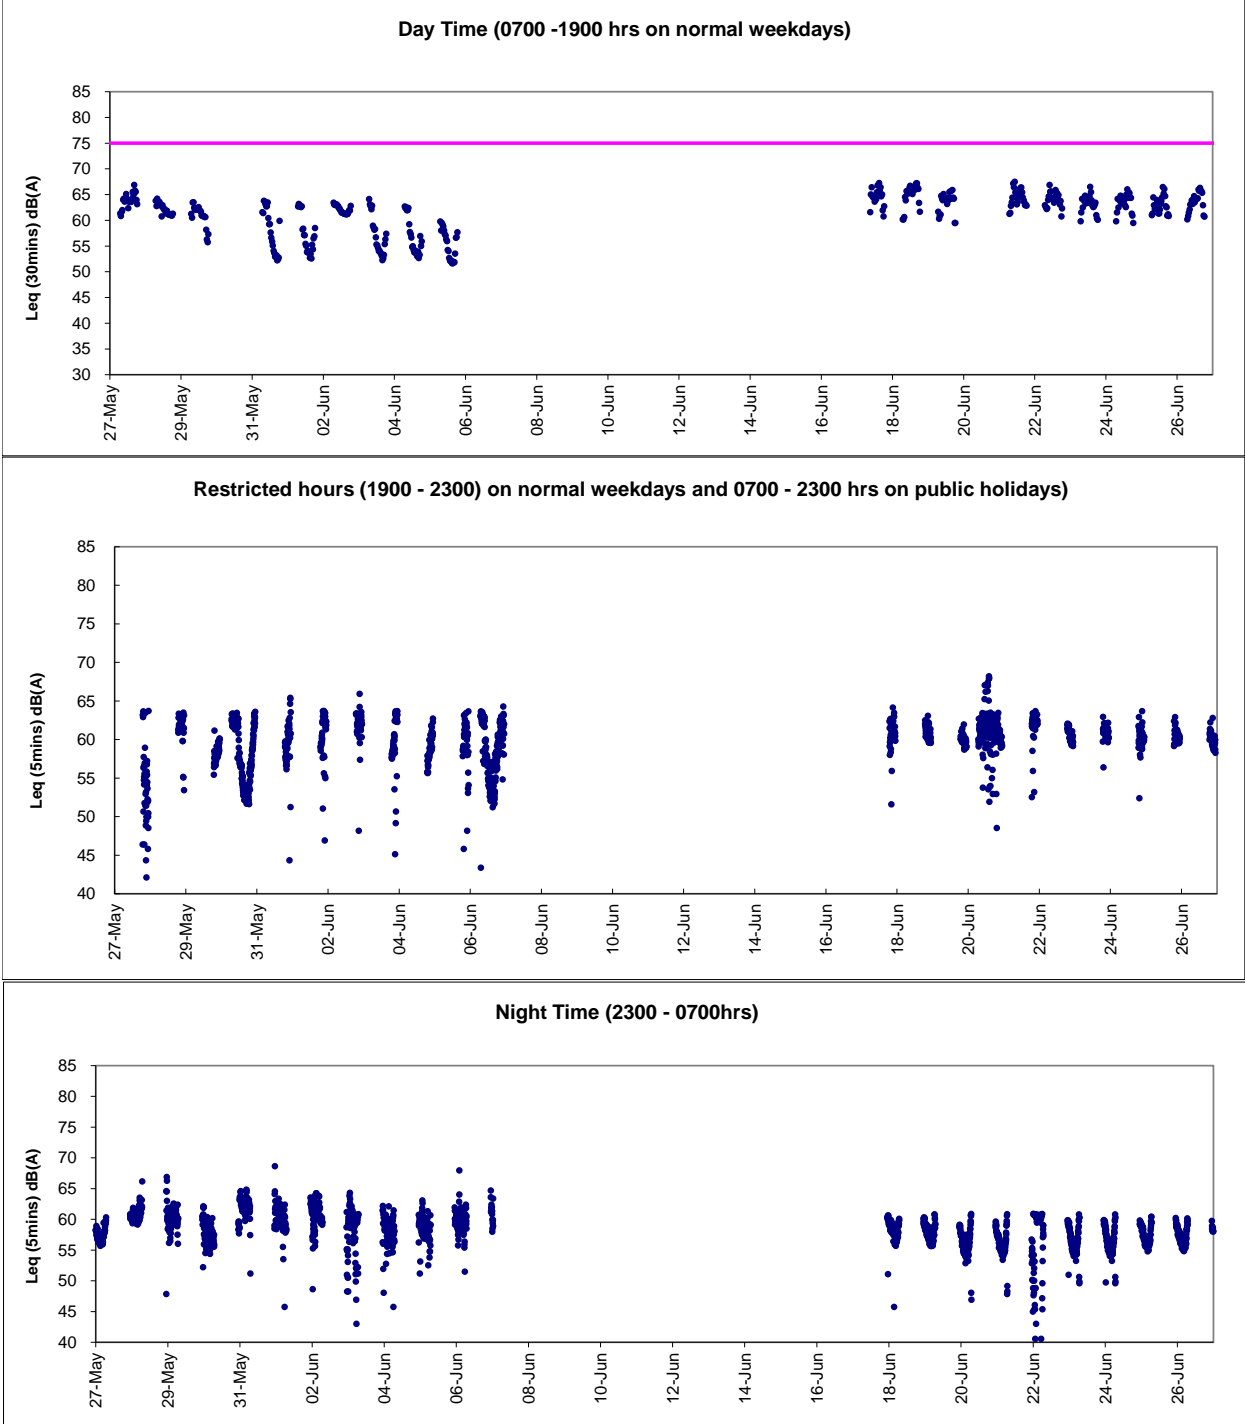 Day Time (0700 -1900 hrs on normal weekdays)
Leq (30mins) dB(A)
85
80
75
70
65
60
55
50
45
40
35
30
27-May
29-May
31-May
02-Jun
04-Jun
06-Jun
08-Jun
10-Jun
12-Jun
14-Jun
16-Jun
18-Jun
20-Jun
22-Jun
24-Jun
26-Jun
Restricted hours (1900 - 2300) on normal weekdays and 0700 - 2300 hrs on public holidays)
Leq (5mins) dB(A)
85
80
75
70
65
60
55
50
45
40
27-May
29-May
31-May
02-Jun
04-Jun
06-Jun
08-Jun
10-Jun
12-Jun
14-Jun
16-Jun
18-Jun
20-Jun
22-Jun
24-Jun
26-Jun
Night Time (2300 - 0700hrs)
Leq (5mins) dB(A)
85
80
75
70
65
60
55
50
45
40
27-May
29-May
31-May
02-Jun
04-Jun
06-Jun
08-Jun
10-Jun
12-Jun
14-Jun
16-Jun
18-Jun
20-Jun
22-Jun
24-Jun
26-Jun